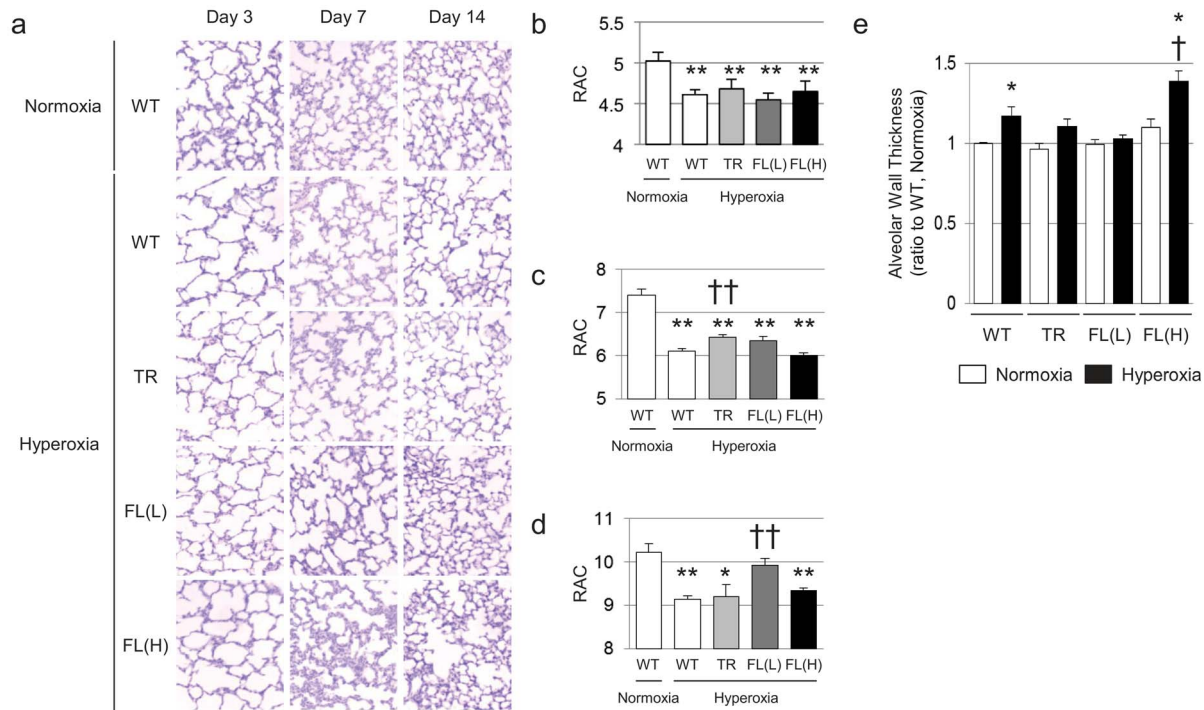 a
Day 3 Day 7 Day 14
Normoxia
WT
Hyperoxia
WT
TR
FL(L)
FL(H)
b
5.5
5
4.5
4
RAC
** ** ** **
WT WT TR FL(L) FL(H)
Normoxia Hyperoxia
c
8
7
6
5
RAC
††
** ** ** **
WT WT TR FL(L) FL(H)
Normoxia Hyperoxia
d
11
10
9
8
RAC
††
** * **
WT WT TR FL(L) FL(H)
Normoxia Hyperoxia
e
1.5
1
0.5
0
Alveolar Wall Thickness
(ratio to WT, Normoxia)
*
*
†
WT TR FL(L) FL(H)
Normoxia Hyperoxia